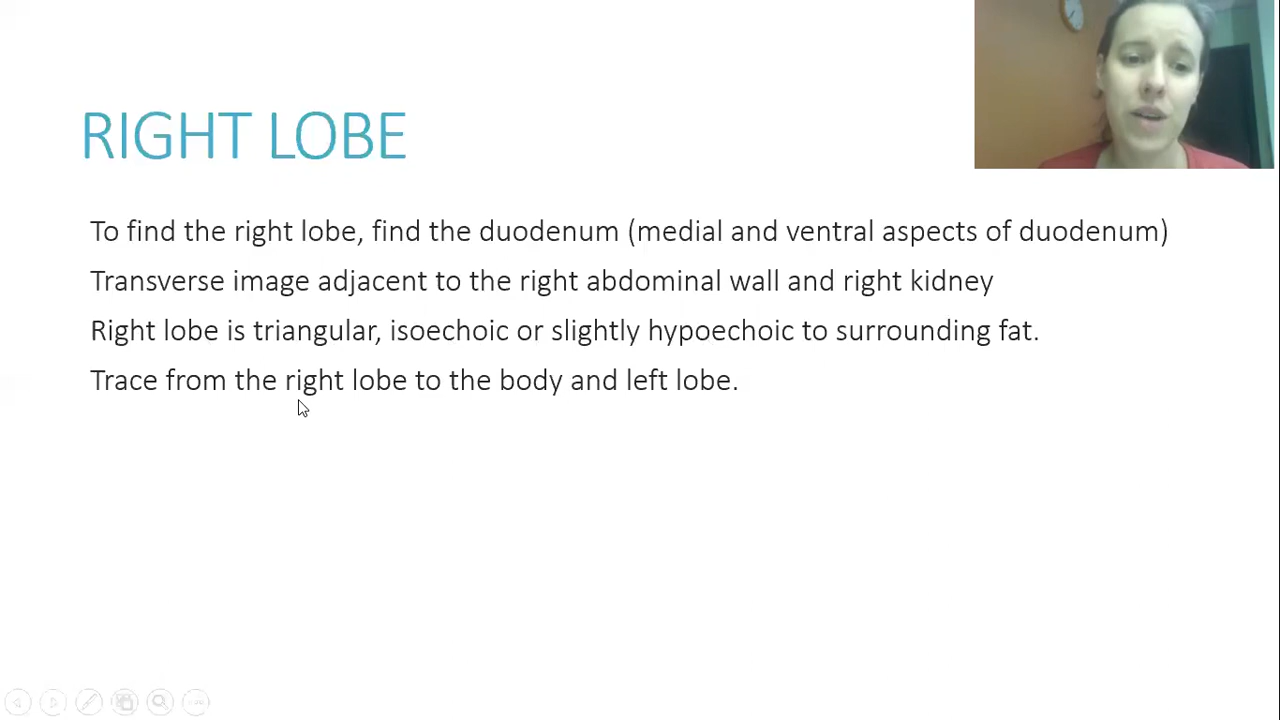 RIGHT LOBE
To find the right lobe, find the duodenum (medial and ventral aspects of duodenum)
Transverse image adjacent to the right abdominal wall and right kidney
Right lobe is triangular, isoechoic or slightly hypoechoic to surrounding fat.
Trace from the right lobe to the body and left lobe.